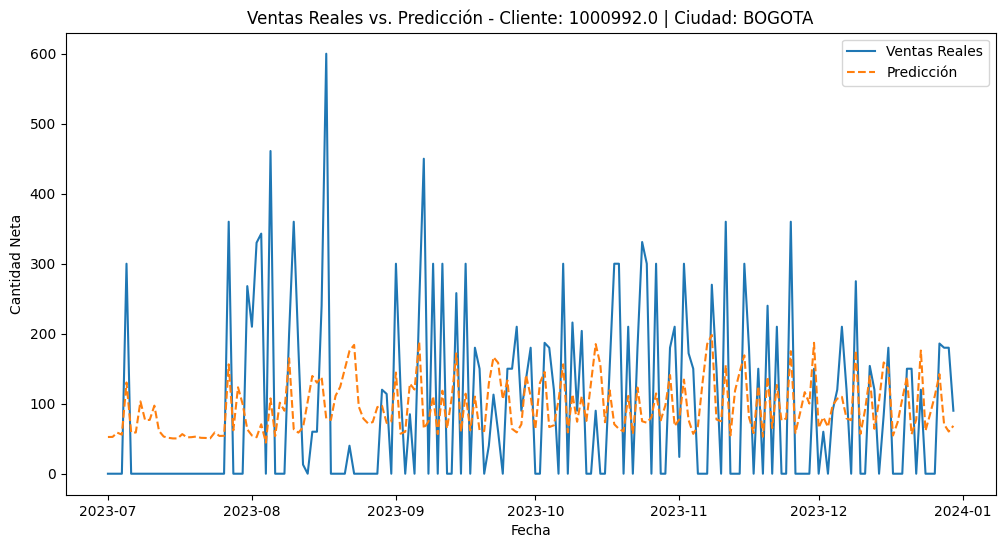 Ventas Reales vs. Predicción - Cliente: 1000992.0 | Ciudad: BOGOTA
Ventas Reales
Predicción
Cantidad Neta
600
500
400
300
200
100
0
2023-07
2023-08
2023-09
2023-10
2023-11
2023-12
2024-01
Fecha